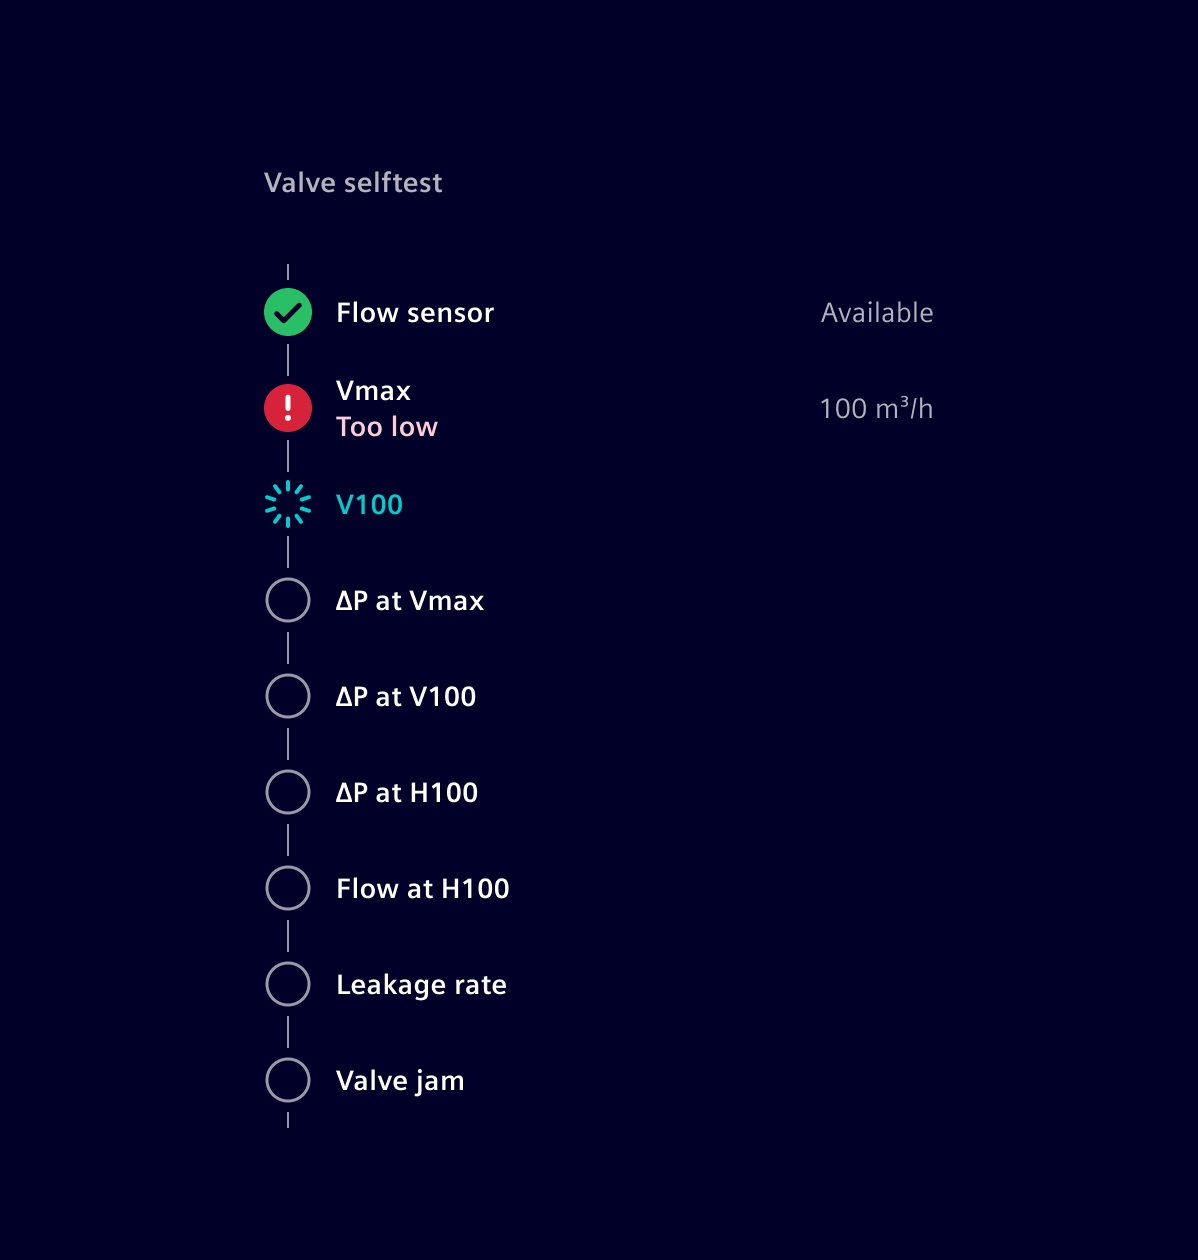 Valve selftest
Flow sensor
Available
Vmax
Too low
100 m³/h
V100
ΔP at Vmax
ΔP at V100
ΔP at H100
Flow at H100
Leakage rate
Valve jam